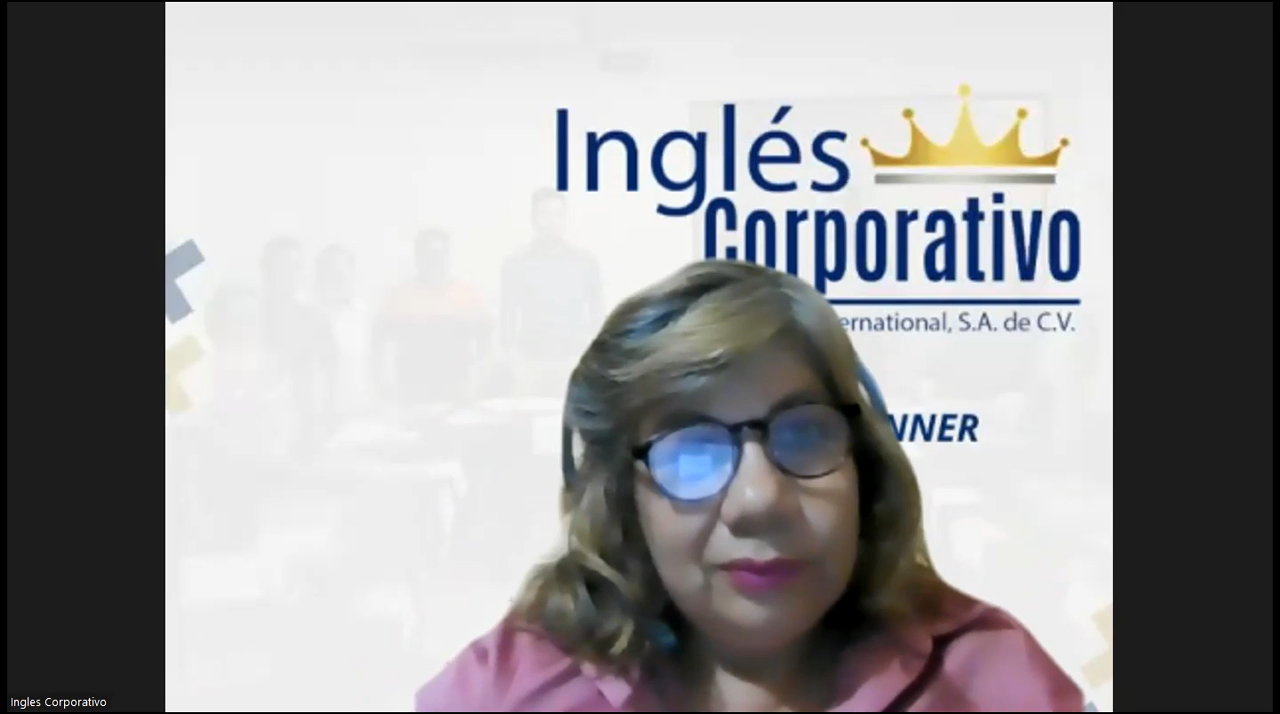 Inglés
Corporativo
ernational, S.A. de C.V.
NNER
Ingles Corporativo